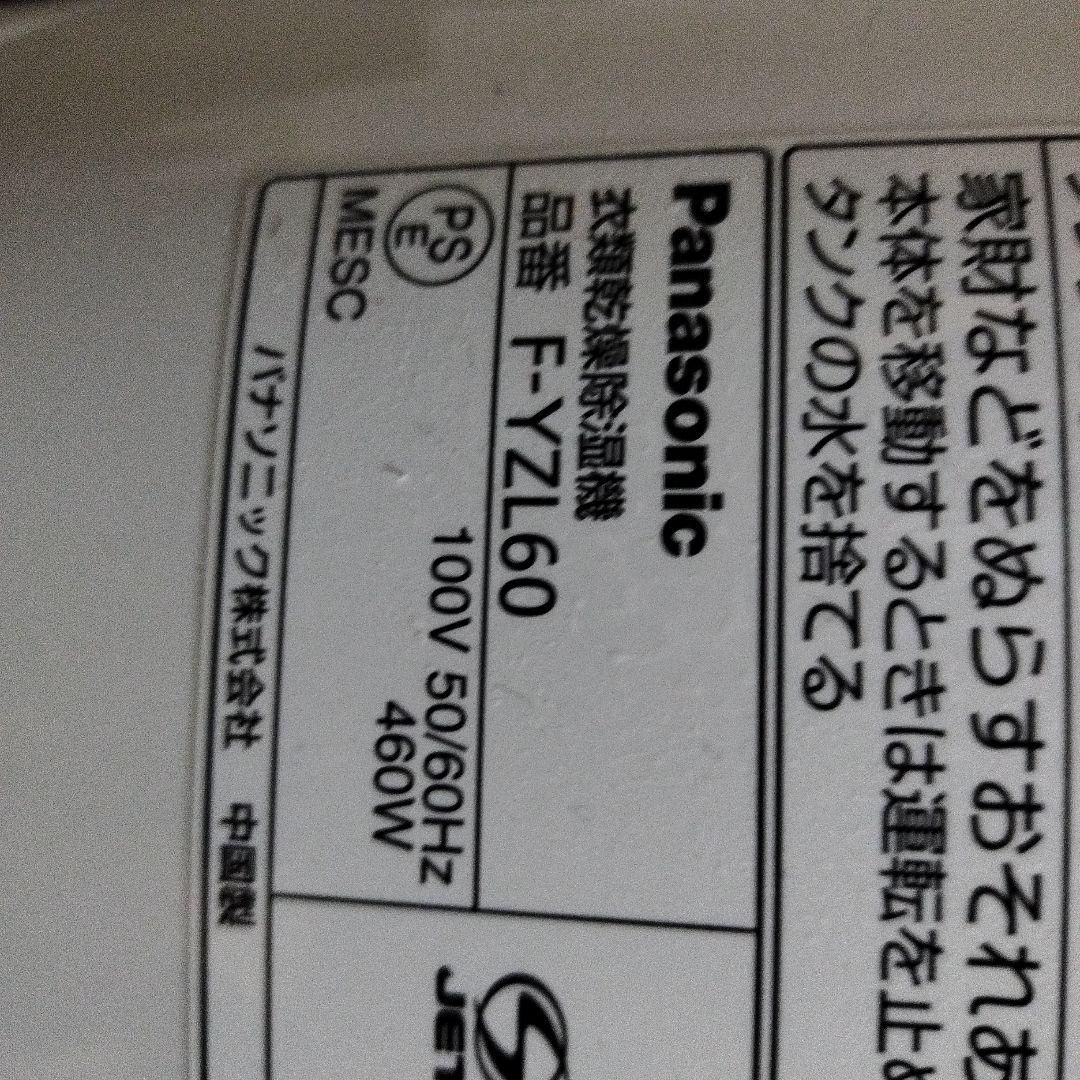 家財などをぬらすおそれあ
本体を移動するときは運転を止め
タンクの水を捨てる
Panasonic
衣類乾燥除湿機
品番 F-YZL60
PSE
100V 50/60Hz
460W
MESC
パナソニック株式会社 中国製
S
JET